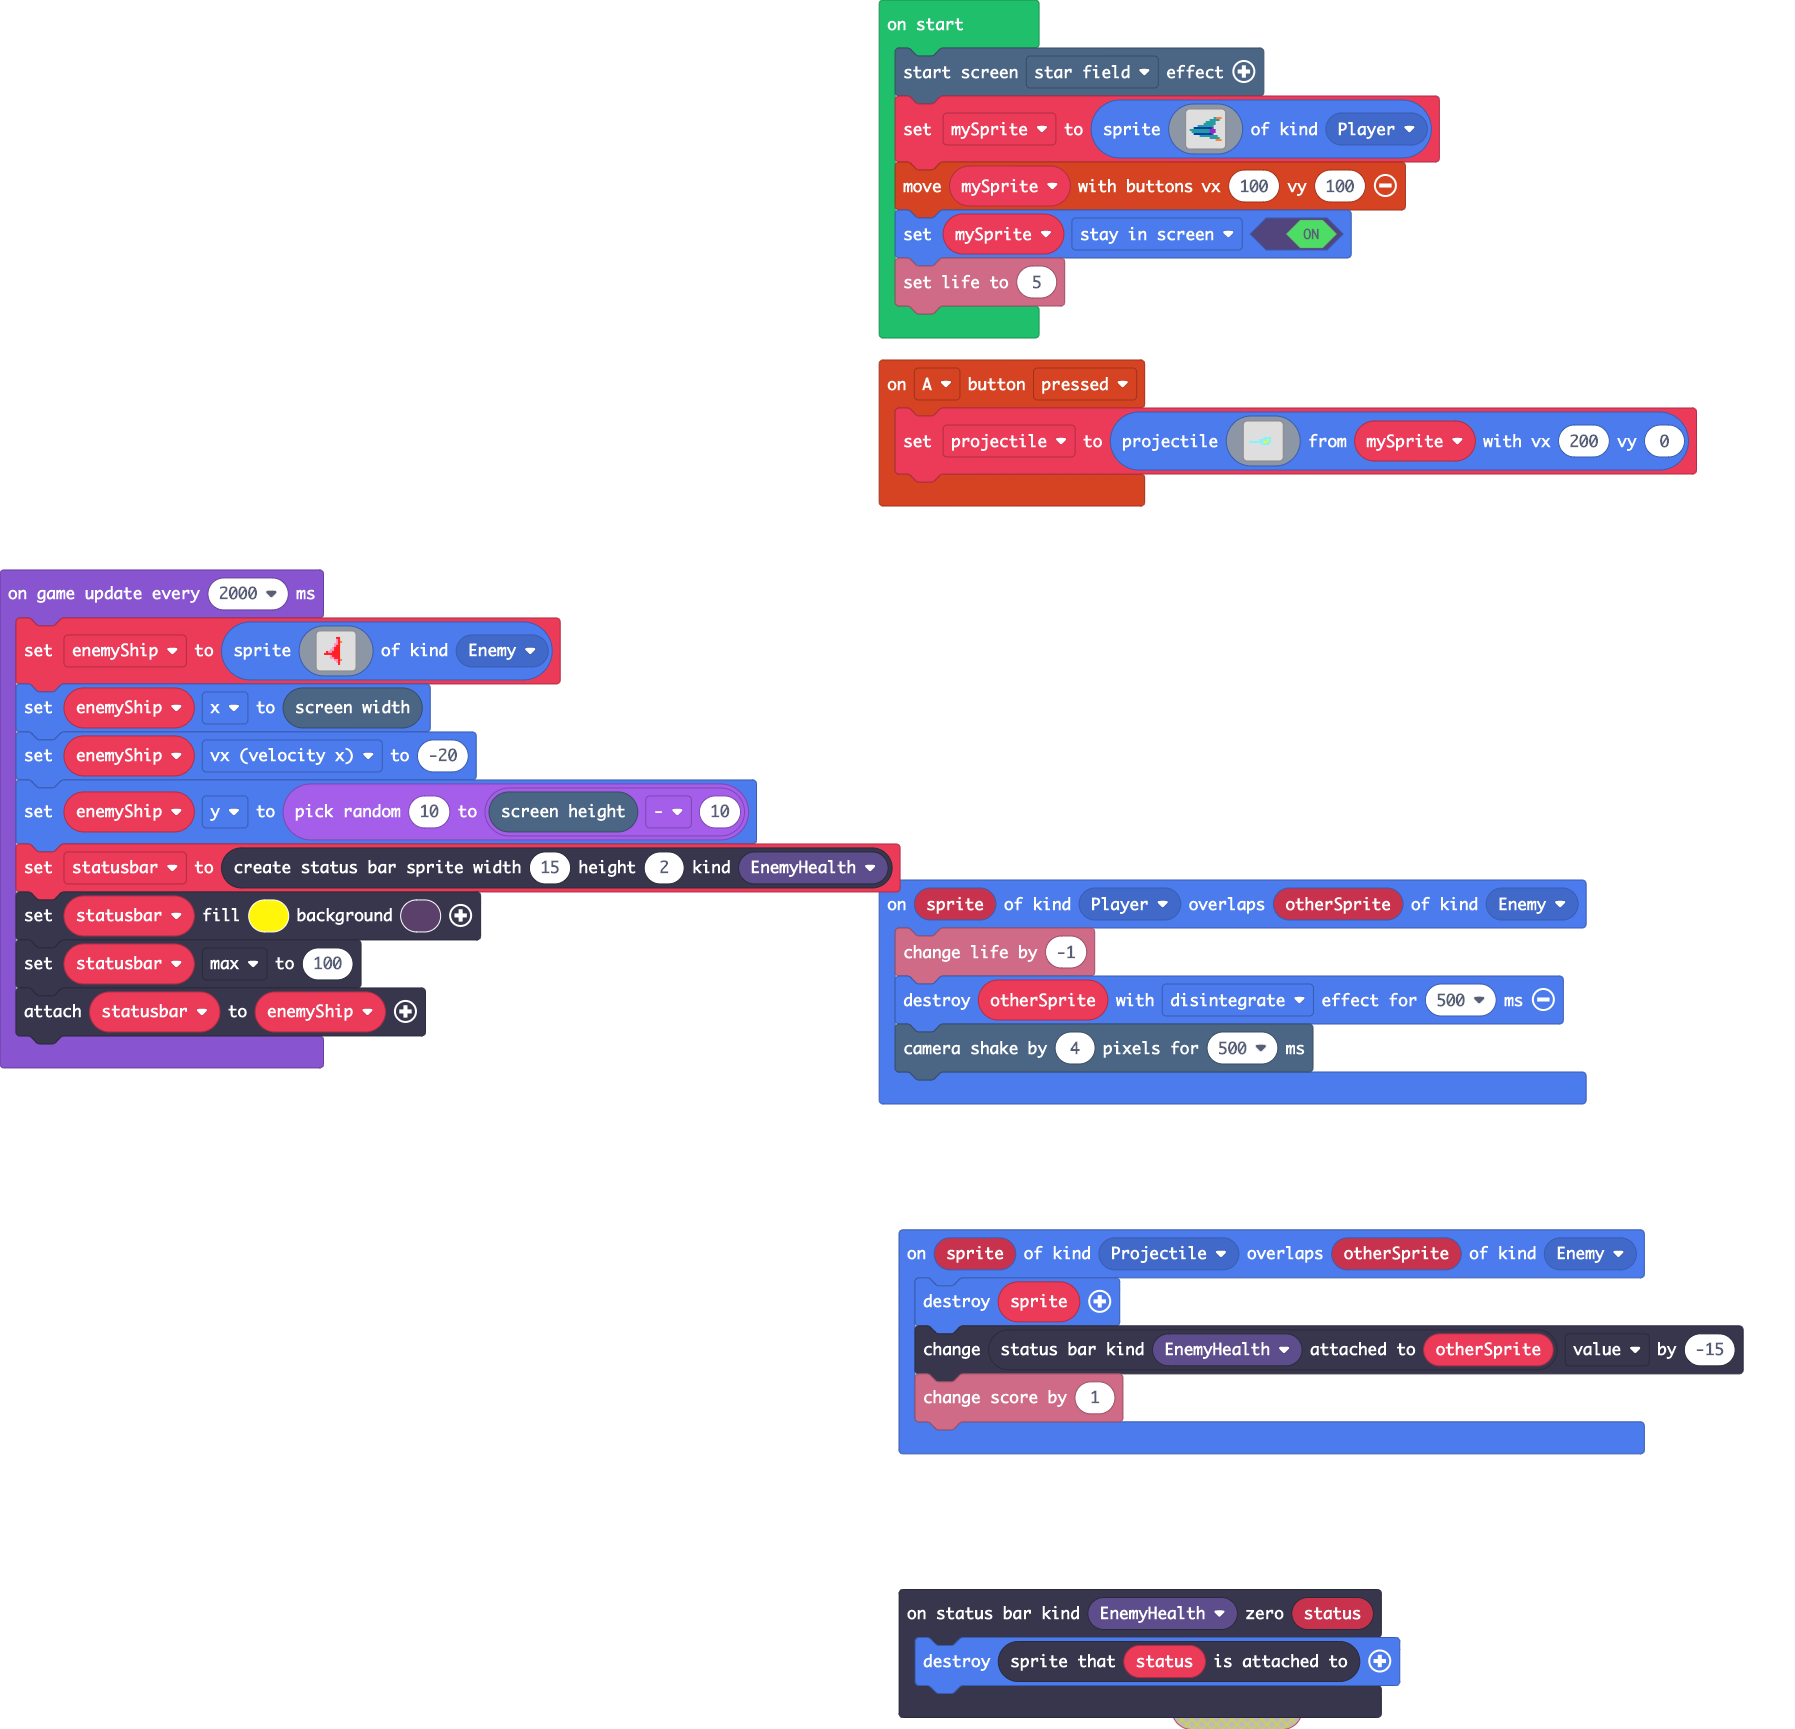 on start
start screen star field effect
set mySprite to sprite of kind Player
move mySprite with buttons vx 100 vy 100
set mySprite stay in screen ON
set life to 5
on A button pressed
set projectile to projectile from mySprite with vx 200 vy 0
on game update every 2000 ms
set enemyShip to sprite of kind Enemy
set enemyShip x to screen width
set enemyShip vx (velocity x) to -20
set enemyShip y to pick random 10 to screen height - 10
set statusbar to create status bar sprite width 15 height 2 kind EnemyHealth
set statusbar fill background
set statusbar max to 100
attach statusbar to enemyShip
on sprite of kind Player overlaps otherSprite of kind Enemy
change life by -1
destroy otherSprite with disintegrate effect for 500 ms
camera shake by 4 pixels for 500 ms
on sprite of kind Projectile overlaps otherSprite of kind Enemy
destroy sprite
change status bar kind EnemyHealth attached to otherSprite value by -15
change score by 1
on status bar kind EnemyHealth zero status
destroy sprite that status is attached to